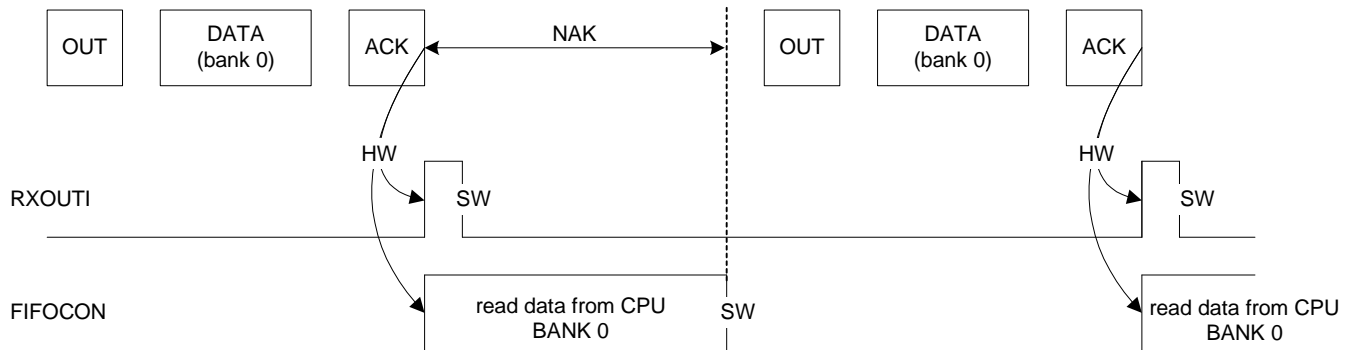 OUT
DATA
(bank 0)
ACK
NAK
OUT
DATA
(bank 0)
ACK
HW
HW
RXOUTI
SW
SW
FIFOCON
read data from CPU
BANK 0
SW
read data from CPU
BANK 0